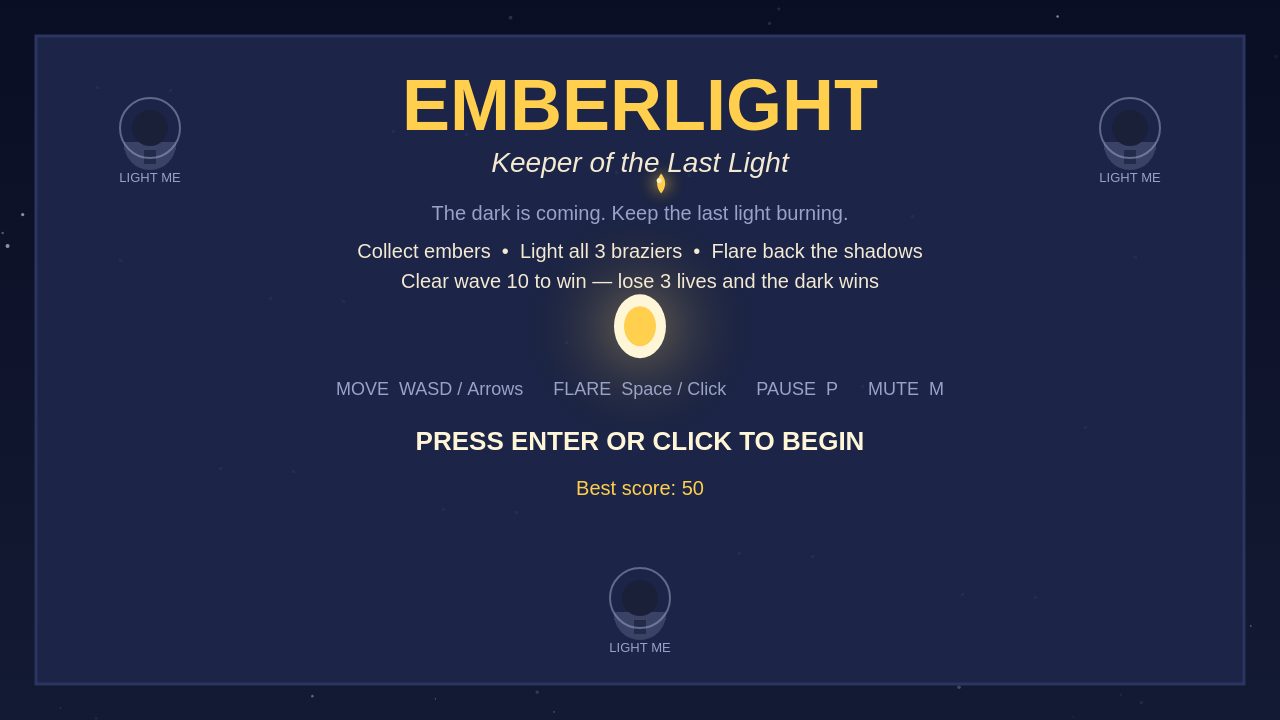 EMBERLIGHT
Keeper of the Last Light
LIGHT ME
LIGHT ME
The dark is coming. Keep the last light burning.
Collect embers • Light all 3 braziers • Flare back the shadows
Clear wave 10 to win — lose 3 lives and the dark wins
MOVE WASD / Arrows FLARE Space / Click PAUSE P MUTE M
PRESS ENTER OR CLICK TO BEGIN
Best score: 50
LIGHT ME